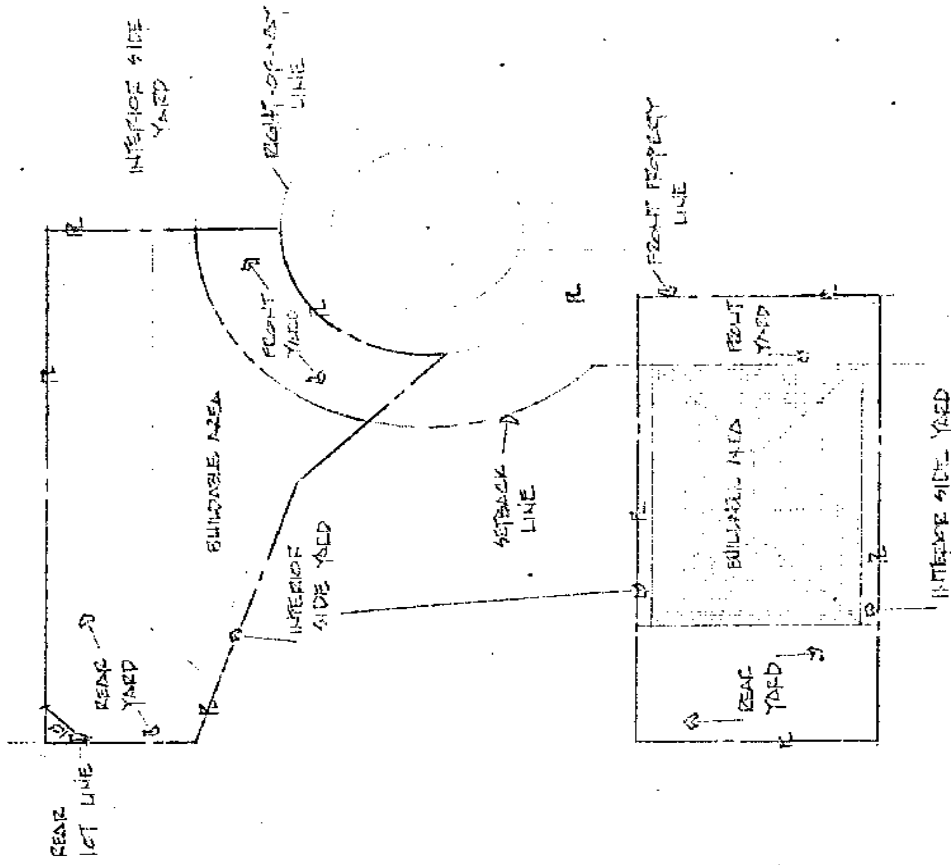 INTERIOR SIDE
YARD
RIGHT-OF-WAY
LINE
FRONT PROPERTY
LINE
FRONT
YARD
BUILDABLE AREA
SETBACK
LINE
INTERIOR
SIDE YARD
REAR
YARD
REAR
LOT LINE
FRONT
YARD
BUILDABLE AREA
REAR
YARD
INTERIOR SIDE YARD